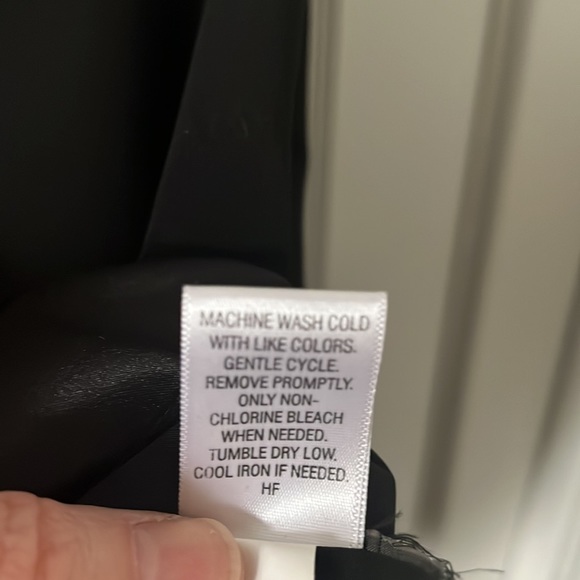 MACHINE WASH COLD
WITH LIKE COLORS.
GENTLE CYCLE.
REMOVE PROMPTLY.
ONLY NON-
CHLORINE BLEACH
WHEN NEEDED.
TUMBLE DRY LOW.
COOL IRON IF NEEDED.
HF